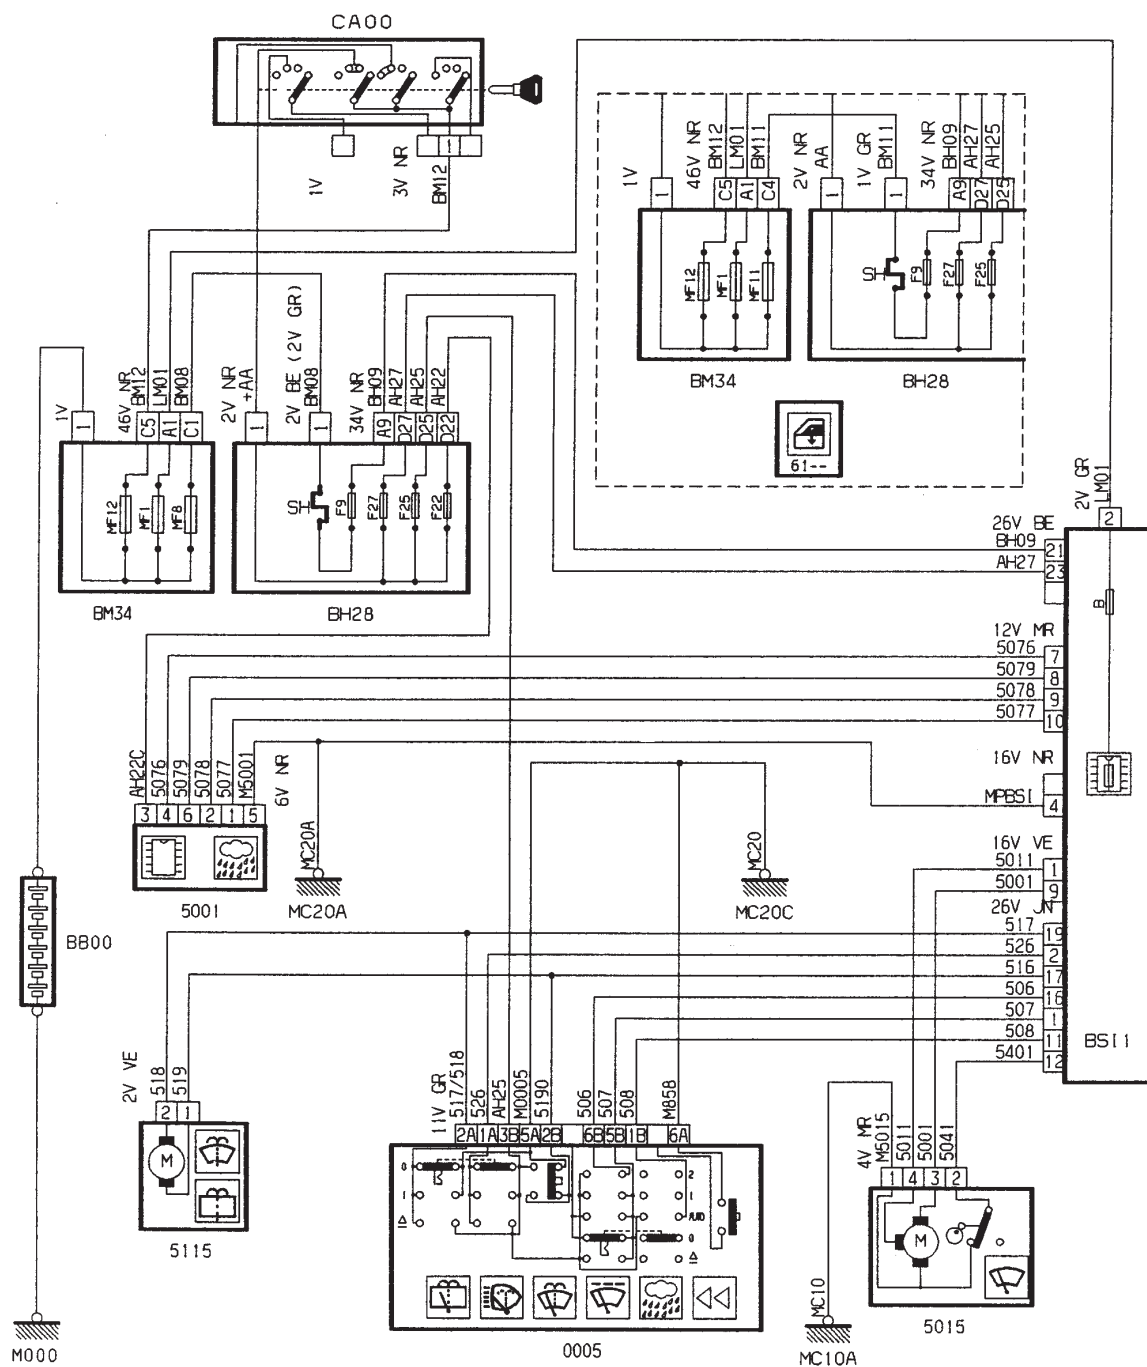 CA00
1
1V
3V NR
BM12
1V
46V NR
BM12
LM01
BM11
2V NR
AA
1V GR
BM11
34V NR
BH09
AH27
AH25
1
C5
A1
C4
1
1
A9
D27
D25
MF12
MF1
MF11
SH
F9
F27
F25
BM34
BH28
61--
1V
46V NR
BM12
LM01
BM08
2V NR
+AA
2V BE (2V GR)
BM08
34V NR
BH09
AH27
AH25
AH22
1
C5
A1
C1
1
1
A9
D27
D25
D22
MF12
MF1
MF8
SH
F9
F27
F25
F22
BM34
BH28
2V GR
LM01
2
26V BE
BH09
21
AH27
23
B
12V MR
5076
7
5079
8
5078
9
5077
10
16V NR
MPBSI
4
16V VE
5011
1
5001
9
26V JN
517
19
526
2
516
17
506
16
507
1
508
11
5401
12
BSI1
AH22C
5076
5079
5078
5077
M5001
6V NR
3
4
6
2
1
5
5001
MC20A
MC20A
MC20
MC20C
BB00
2V VE
518
519
2
1
M
5115
11V GR
517/518
526
AH25
M0005
5190
506
507
508
M858
2A
1A
3B
5A
2B
6B
5B
1B
6A
0
1
2
1
AUTO
0
0005
4V MR
M5015
5011
5001
5041
1
4
3
2
M
5015
MC10
MC10A
M000